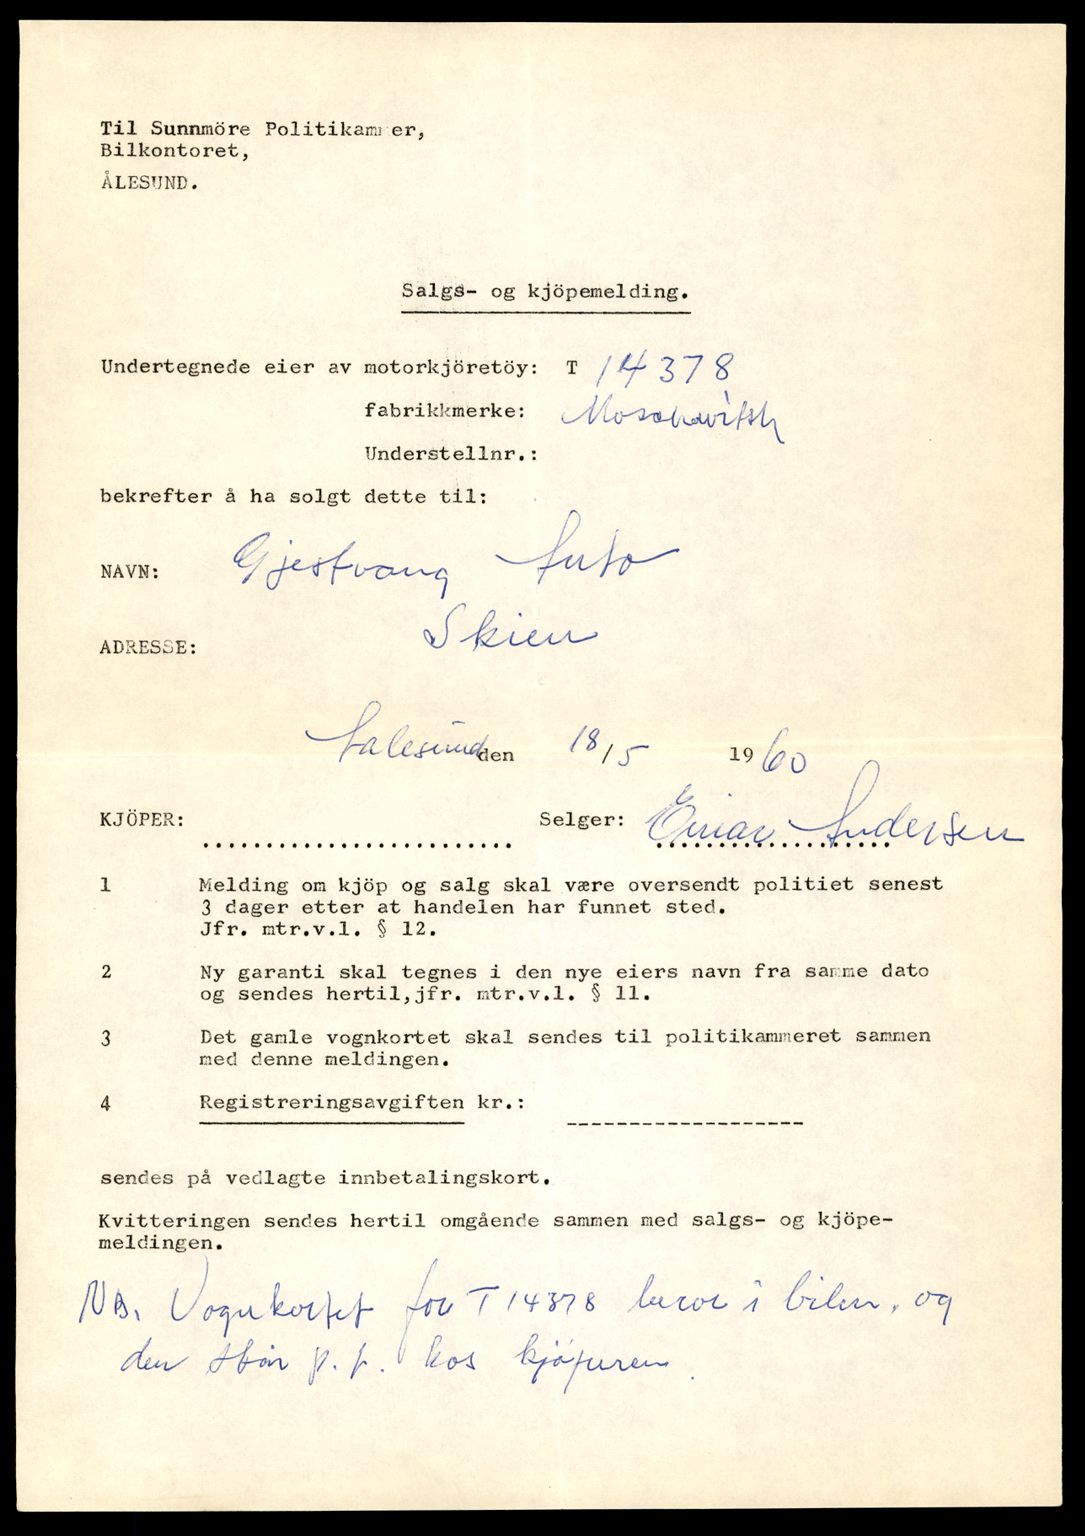 Til Sunnmöre Politikammer,
Bilkontoret,
ÅLESUND.
Salgs- og kjöpemelding.
Undertegnede eier av motorkjöretöy: T 14378
fabrikkmerke: Moschwitsh
Understellnr.:
bekrefter å ha solgt dette til:
NAVN: Gjestvang Auto
ADRESSE: Skien
Aalesund den 18/5 1960
KJÖPER: Selger: Einar Andersen
1 Melding om kjöp og salg skal være oversendt politiet senest
3 dager etter at handelen har funnet sted.
Jfr. mtr.v.l. § 12.
2 Ny garanti skal tegnes i den nye eiers navn fra samme dato
og sendes hertil,jfr. mtr.v.l. § 11.
3 Det gamle vognkortet skal sendes til politikammeret sammen
med denne meldingen.
4 Registreringsavgiften kr.:
sendes på vedlagte innbetalingskort.
Kvitteringen sendes hertil omgående sammen med salgs- og kjöpe-
meldingen.
NB. Vognkortet for T 14378 beror i bilen, og
den står p.t. hos kjöperen.